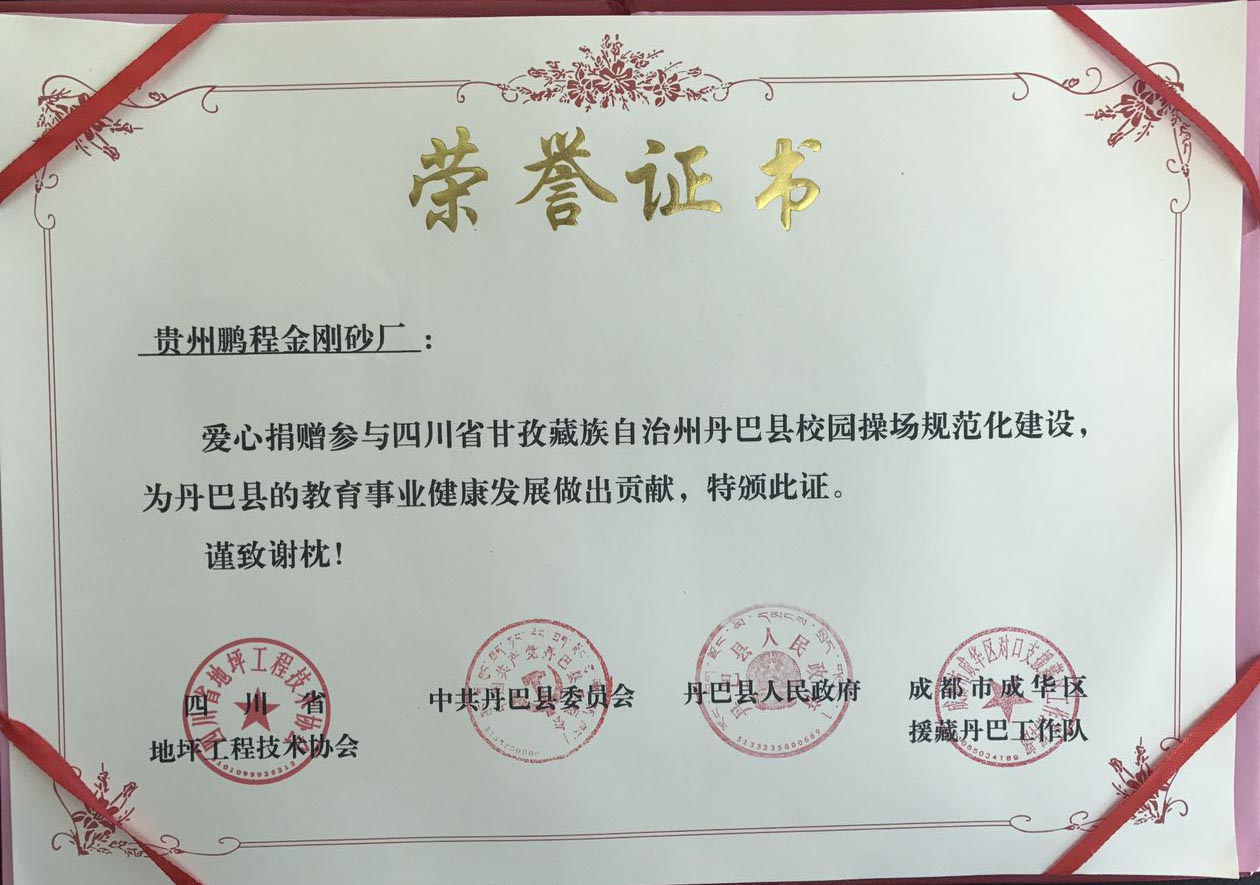 荣誉证书
贵州鹏程金刚砂厂：
爱心捐赠参与四川省甘孜藏族自治州丹巴县校园操场规范化建设，
为丹巴县的教育事业健康发展做出贡献，特颁此证。
谨致谢枕！
四川省
地坪工程技术协会
中共丹巴县委员会
丹巴县人民政府
成都市成华区
援藏丹巴工作队
5133235000669